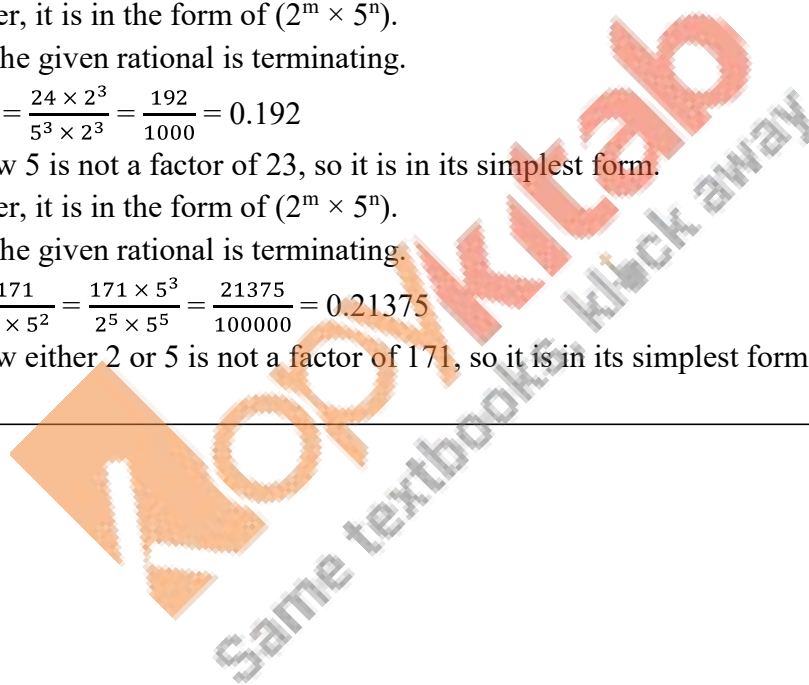 er, it is in the form of (2ᵐ × 5ⁿ).
he given rational is terminating.
= 24 × 2³ / 5³ × 2³ = 192 / 1000 = 0.192
w 5 is not a factor of 23, so it is in its simplest form.
er, it is in the form of (2ᵐ × 5ⁿ).
he given rational is terminating.
171 / × 5² = 171 × 5³ / 2⁵ × 5⁵ = 21375 / 100000 = 0.21375
w either 2 or 5 is not a factor of 171, so it is in its simplest form
Kopykitab
Same textbooks, klick away